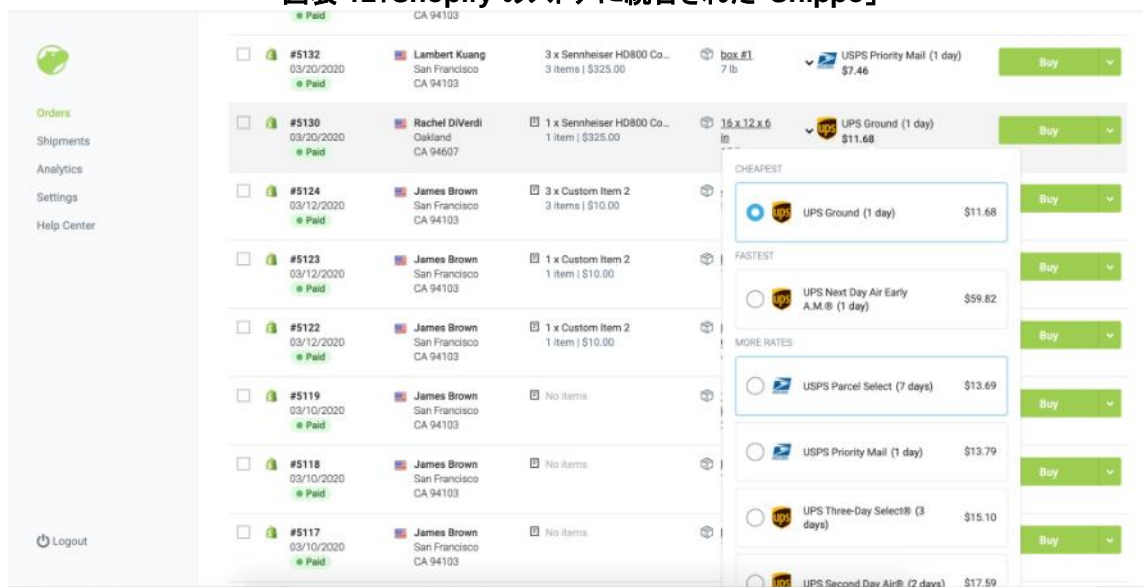 ● Paid
CA 94103
Orders
Shipments
Analytics
Settings
Help Center
Logout
#5132
03/20/2020
● Paid
Lambert Kuang
San Francisco
CA 94103
3 x Sennheiser HD800 Co...
3 items | $325.00
box #1
7 lb
USPS Priority Mail (1 day)
$7.46
Buy
#5130
03/20/2020
● Paid
Rachel DiVerdi
Oakland
CA 94607
1 x Sennheiser HD800 Co...
1 item | $325.00
16 x 12 x 6
in
UPS Ground (1 day)
$11.68
Buy
#5124
03/12/2020
● Paid
James Brown
San Francisco
CA 94103
3 x Custom Item 2
3 items | $10.00
Buy
#5123
03/12/2020
● Paid
James Brown
San Francisco
CA 94103
1 x Custom Item 2
1 item | $10.00
Buy
#5122
03/12/2020
● Paid
James Brown
San Francisco
CA 94103
1 x Custom Item 2
1 item | $10.00
Buy
#5119
03/10/2020
● Paid
James Brown
San Francisco
CA 94103
No items
Buy
#5118
03/10/2020
● Paid
James Brown
San Francisco
CA 94103
No items
Buy
#5117
03/10/2020
● Paid
James Brown
San Francisco
CA 94103
No items
Buy
CHEAPEST
UPS Ground (1 day) $11.68
FASTEST
UPS Next Day Air Early
A.M.® (1 day)
$59.82
MORE RATES
USPS Parcel Select (7 days) $13.69
USPS Priority Mail (1 day) $13.79
UPS Three-Day Select® (3
days)
$15.10
UPS Second Day Air® (2 days) $17.59